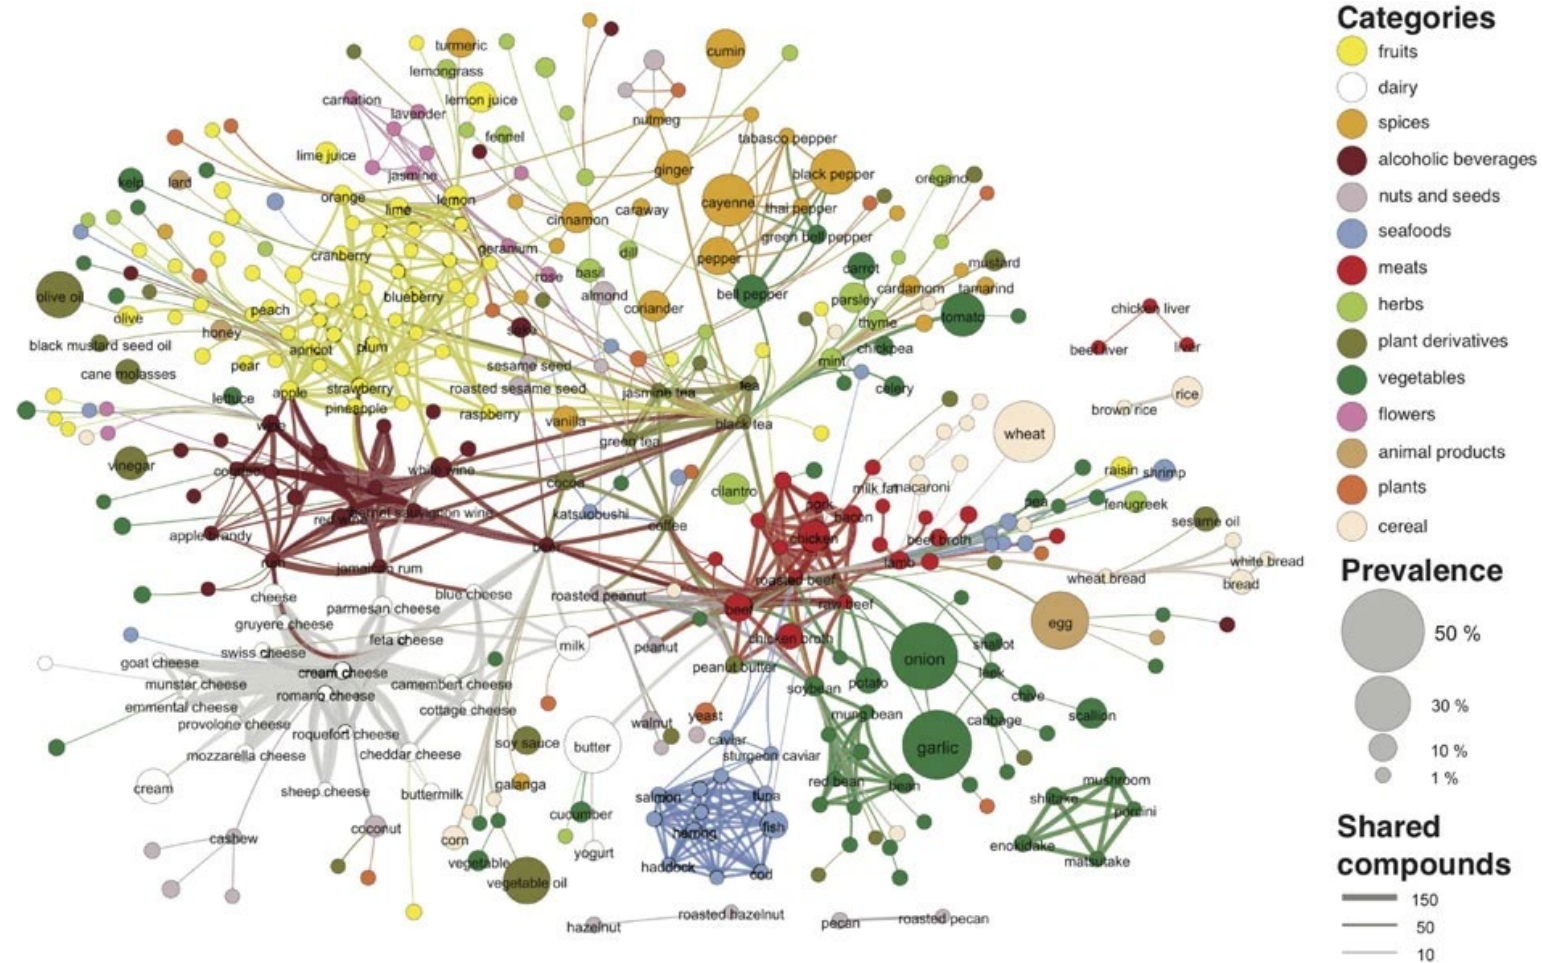 turmeric
cumin
lemongrass
carnation
lemon juice
lavender
nutmeg
fennel
tabasco pepper
lime juice
ginger
black pepper
jasmine
kelp
lard
oregano
orange
lemon
lime
cayenne
thai pepper
cinnamon
caraway
green bell pepper
geranium
dill
pepper
cranberry
carrot
mustard
rose
basil
olive oil
blueberry
almond
bell pepper
cardamom
tamarind
parsley
peach
coriander
chicken liver
olive
thyme
tomato
honey
sake
black mustard seed oil
apricot
plum
chickpea
beef liver
liver
pear
sesame seed
mint
cane molasses
apple
strawberry
roasted sesame seed
jasmine tea
tea
celery
rice
lettuce
pineapple
raspberry
brown rice
wine
vanilla
black tea
green tea
wheat
vinegar
cognac
white wine
cocoa
cilantro
milk fat
macaroni
raisin
shrimp
pork
pea
fenugreek
red wine
cabernet sauvignon wine
katsuobushi
coffee
bacon
sesame oil
apple brandy
chicken
beef broth
rum
jamaican rum
beer
lamb
white bread
roasted beef
wheat bread
bread
cheese
blue cheese
roasted peanut
parmesan cheese
beef
raw beef
gruyere cheese
egg
feta cheese
chicken broth
swiss cheese
milk
peanut
shallot
goat cheese
cream cheese
peanut butter
onion
leek
munster cheese
camembert cheese
soybean
potato
romano cheese
chive
emmental cheese
cottage cheese
mung bean
scallion
provolone cheese
walnut
yeast
cabbage
roquefort cheese
caviar
mozzarella cheese
cheddar cheese
soy sauce
butter
sturgeon caviar
garlic
cream
sheep cheese
buttermilk
galanga
salmon
tuna
red bean
bean
mushroom
shiitake
porcini
cucumber
coconut
fish
cashew
corn
herring
enokidake
yogurt
vegetable
haddock
cod
matsutake
vegetable oil
hazelnut
roasted hazelnut
pecan
roasted pecan
Categories
fruits
dairy
spices
alcoholic beverages
nuts and seeds
seafoods
meats
herbs
plant derivatives
vegetables
flowers
animal products
plants
cereal
Prevalence
50 %
30 %
10 %
1 %
Shared
compounds
150
50
10